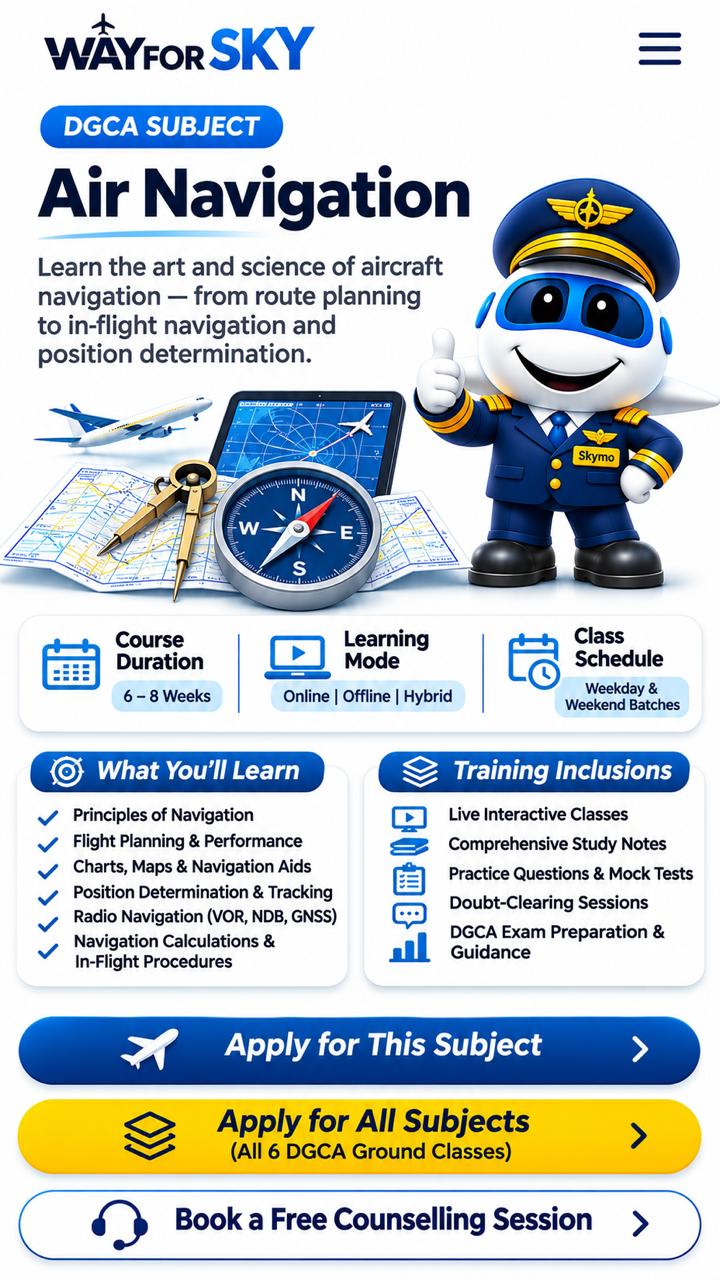 WAY FOR SKY
DGCA SUBJECT
Air Navigation
Learn the art and science of aircraft
navigation — from route planning
to in-flight navigation and
position determination.
N
W E
S
Skymo
Course
Duration
6 – 8 Weeks
Learning
Mode
Online | Offline | Hybrid
Class
Schedule
Weekday &
Weekend Batches
What You'll Learn
Principles of Navigation
Flight Planning & Performance
Charts, Maps & Navigation Aids
Position Determination & Tracking
Radio Navigation (VOR, NDB, GNSS)
Navigation Calculations &
In-Flight Procedures
Training Inclusions
Live Interactive Classes
Comprehensive Study Notes
Practice Questions & Mock Tests
Doubt-Clearing Sessions
DGCA Exam Preparation &
Guidance
Apply for This Subject
Apply for All Subjects
(All 6 DGCA Ground Classes)
Book a Free Counselling Session